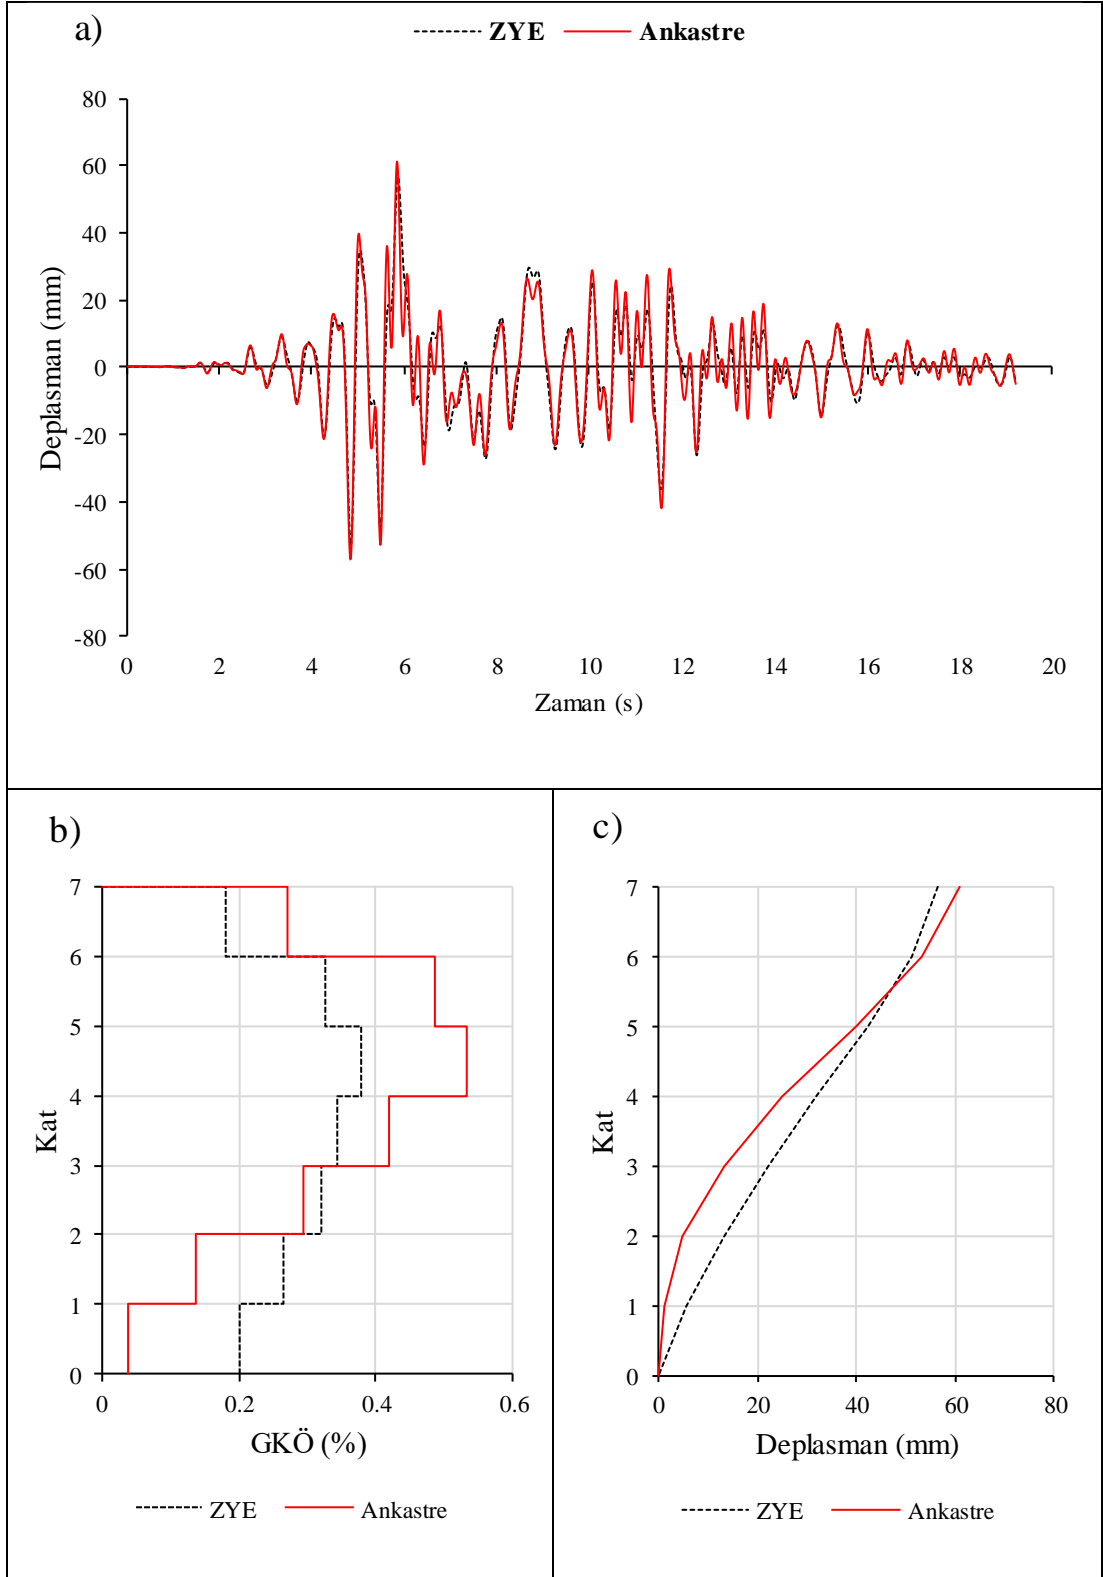 a)
ZYE Ankastre
80
60
40
20
0
-20
-40
-60
-80
Deplasman (mm)
0 2 4 6 8 10 12 14 16 18 20
Zaman (s)
b)
7
6
5
4
3
2
1
0
Kat
0 0.2 0.4 0.6
GKÖ (%)
ZYE Ankastre
c)
7
6
5
4
3
2
1
0
Kat
0 20 40 60 80
Deplasman (mm)
ZYE Ankastre